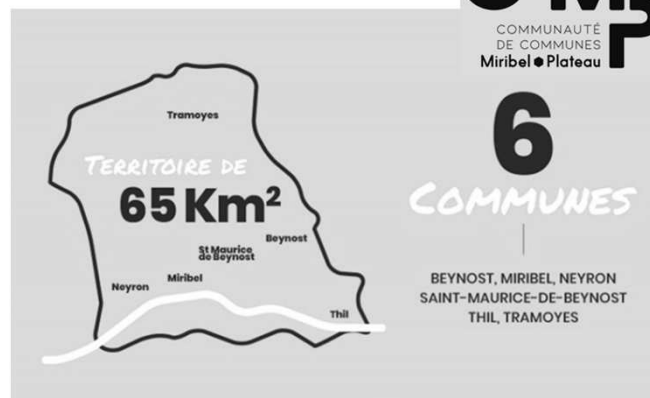 COMMUNAUTÉ
DE COMMUNES
Miribel Plateau
Tramoyes
TERRITOIRE DE
65 Km²
Beynost
St Maurice
de Beynost
Miribel
Neyron
Thil
6
COMMUNES
BEYNOST, MIRIBEL, NEYRON
SAINT-MAURICE-DE-BEYNOST
THIL, TRAMOYES